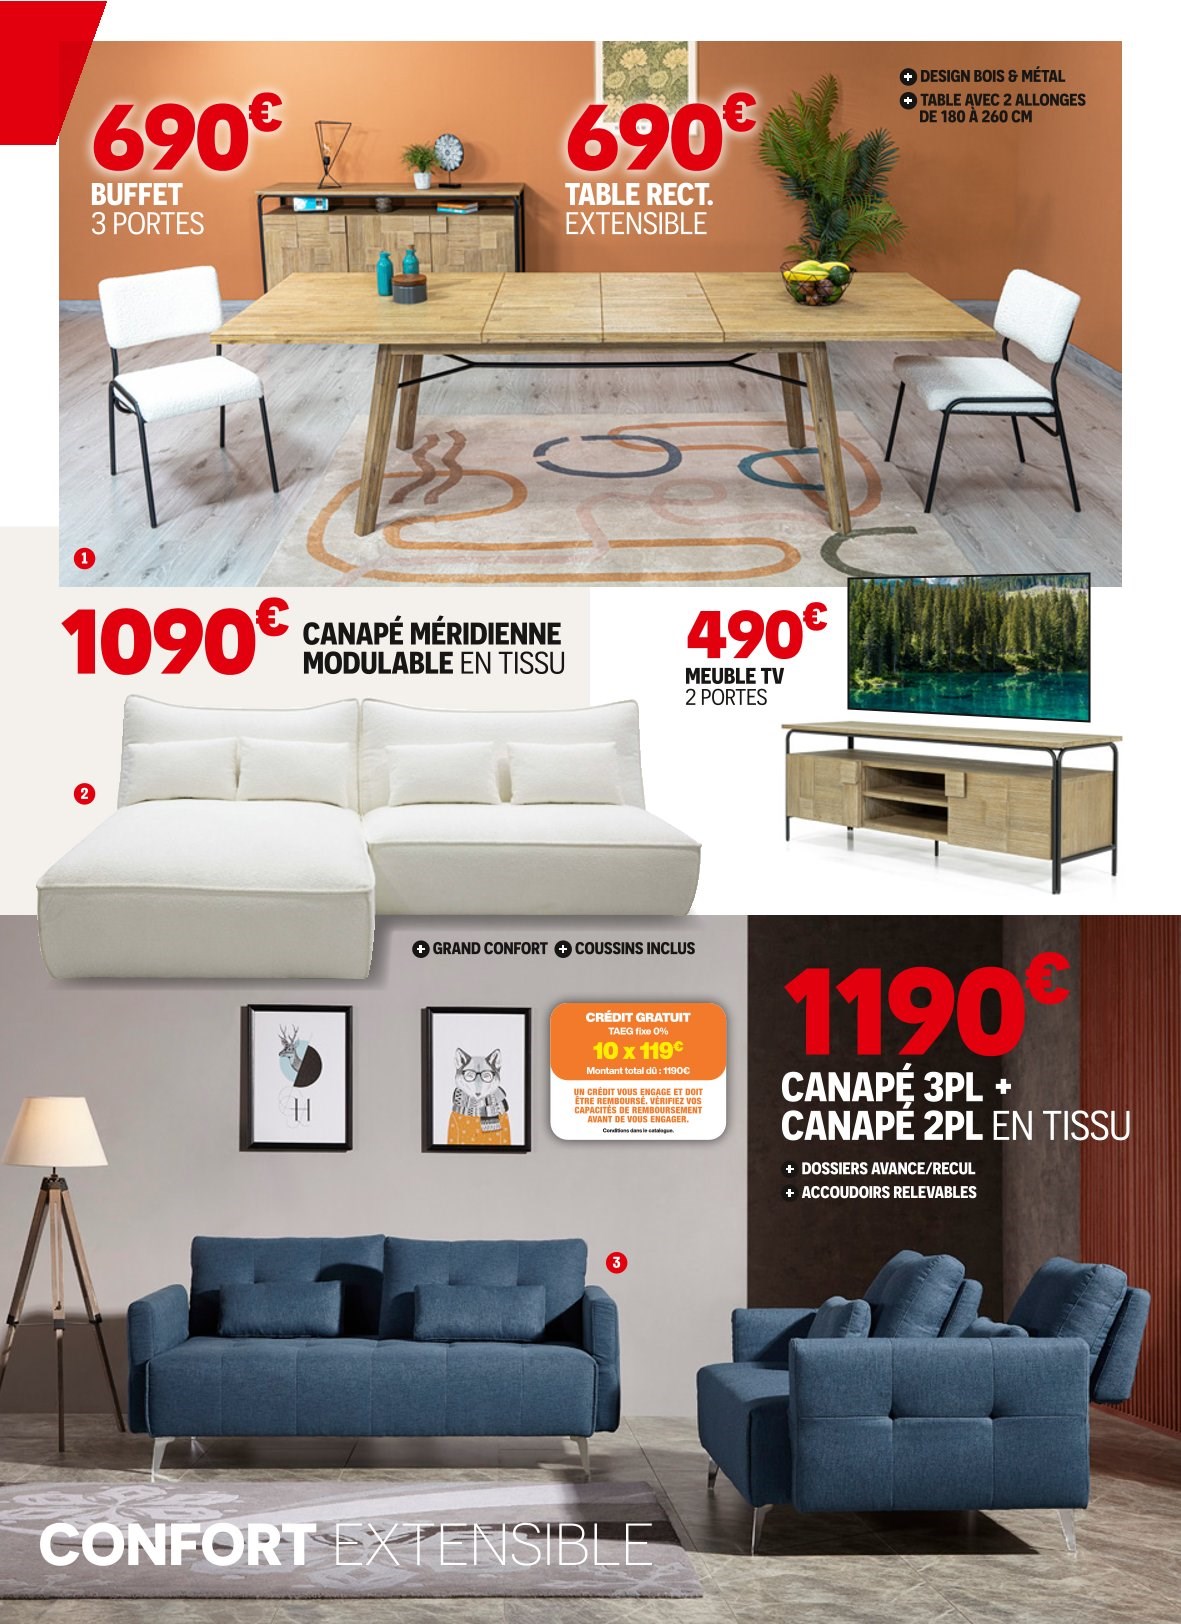 690€
BUFFET
3 PORTES
690€
TABLE RECT.
EXTENSIBLE
+ DESIGN BOIS & MÉTAL
+ TABLE AVEC 2 ALLONGES
DE 180 À 260 CM
1
1090€
CANAPÉ MÉRIDIENNE
MODULABLE EN TISSU
490€
MEUBLE TV
2 PORTES
2
+ GRAND CONFORT + COUSSINS INCLUS
CRÉDIT GRATUIT
TAEG fixe 0%
10 x 119€
Montant total dû : 1190€
UN CRÉDIT VOUS ENGAGE ET DOIT
ÊTRE REMBOURSÉ. VÉRIFIEZ VOS
CAPACITÉS DE REMBOURSEMENT
AVANT DE VOUS ENGAGER.
Conditions dans le catalogue.
1190€
CANAPÉ 3PL +
CANAPÉ 2PL EN TISSU
+ DOSSIERS AVANCE/RECUL
+ ACCOUDOIRS RELEVABLES
H
3
CONFORT EXTENSIBLE